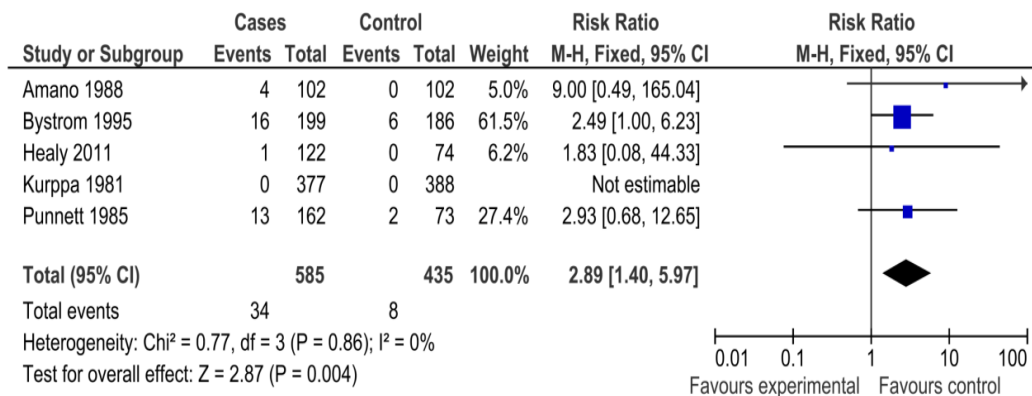 Cases Control Risk Ratio Risk Ratio
Study or Subgroup Events Total Events Total Weight M-H, Fixed, 95% CI M-H, Fixed, 95% CI
Amano 1988 4 102 0 102 5.0% 9.00 [0.49, 165.04]
Bystrom 1995 16 199 6 186 61.5% 2.49 [1.00, 6.23]
Healy 2011 1 122 0 74 6.2% 1.83 [0.08, 44.33]
Kurppa 1981 0 377 0 388 Not estimable
Punnett 1985 13 162 2 73 27.4% 2.93 [0.68, 12.65]
Total (95% CI) 585 435 100.0% 2.89 [1.40, 5.97]
Total events 34 8
Heterogeneity: Chi² = 0.77, df = 3 (P = 0.86); I² = 0%
Test for overall effect: Z = 2.87 (P = 0.004)
0.01 0.1 1 10 100
Favours experimental Favours control